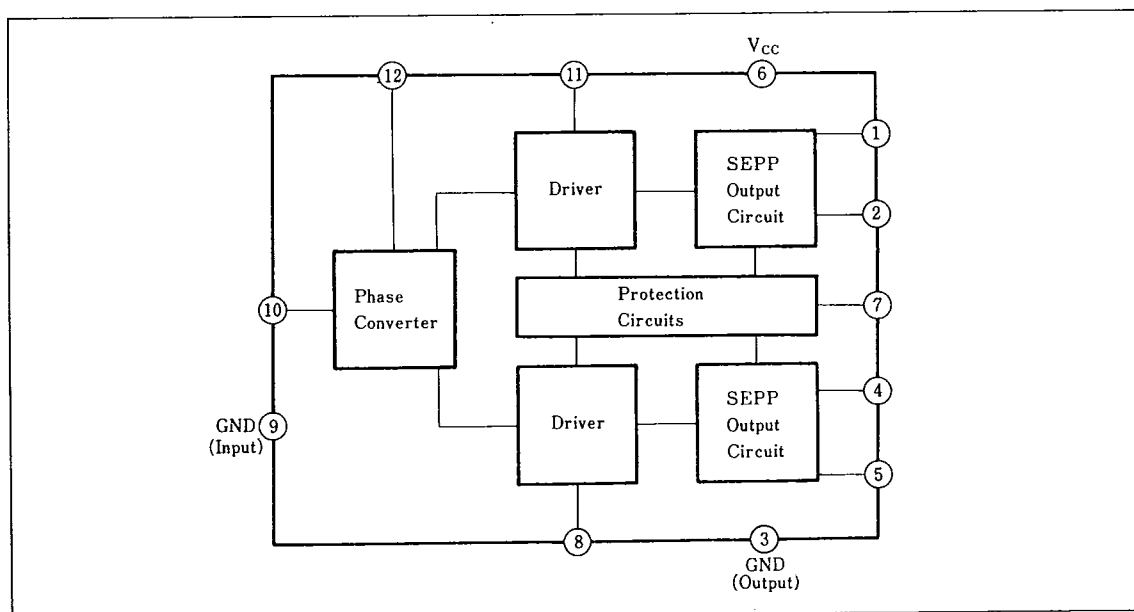 V_CC
⑫
⑪
⑥
①
Driver
SEPP
Output
Circuit
②
Phase
Converter
⑩
Protection
Circuits
⑦
Driver
SEPP
Output
Circuit
④
GND
(Input)
⑨
⑤
⑧
③
GND
(Output)